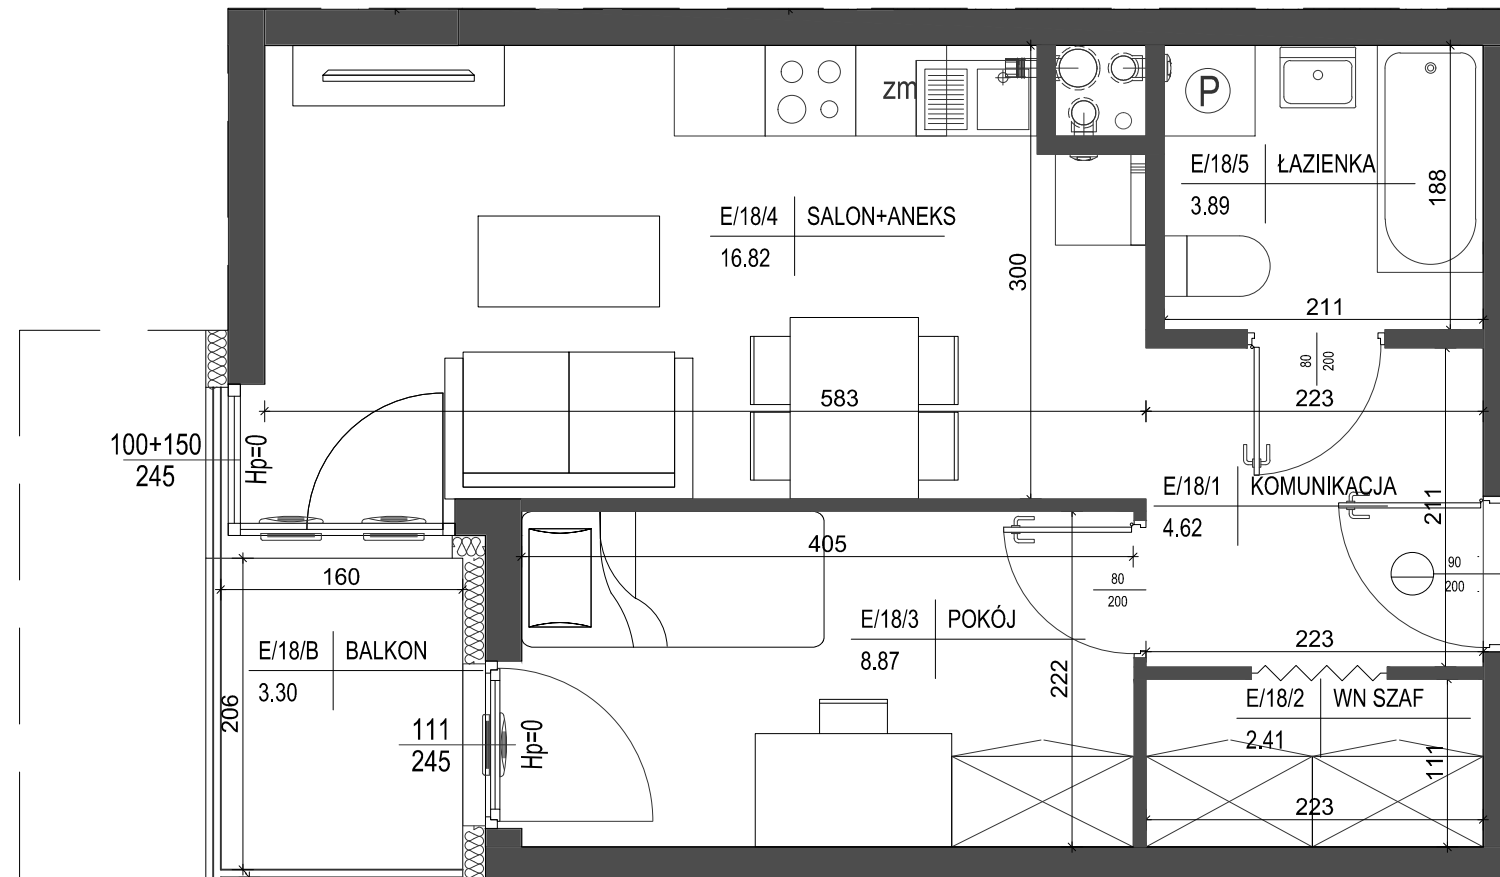 zm
P
E/18/5 ŁAZIENKA
3.89
188
E/18/4 SALON+ANEKS
16.82
300
211
80
200
583
223
100+150
245
Hp=0
E/18/1 KOMUNIKACJA
4.62
211
405
160
80
200
90
200
E/18/3 POKÓJ
8.87
223
E/18/B BALKON
3.30
206
222
E/18/2 WN SZAF
2.41
111
111
245
Hp=0
223